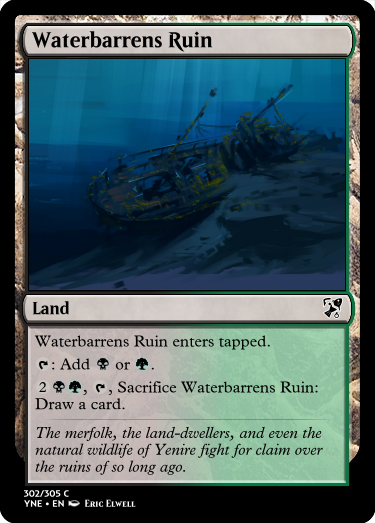 Waterbarrens Ruin
Land
Waterbarrens Ruin enters tapped.
: Add or .
2 , , Sacrifice Waterbarrens Ruin:
Draw a card.
The merfolk, the land-dwellers, and even the
natural wildlife of Yenire fight for claim over
the ruins of so long ago.
302/305 C
YNE • EN Eric Elwell